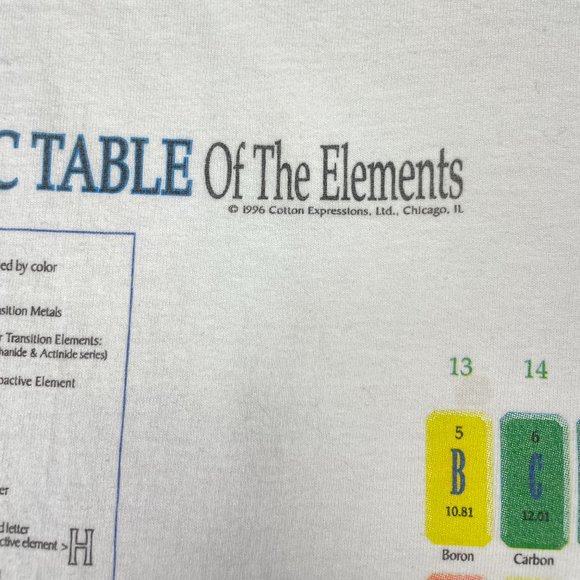 C TABLE Of The Elements
© 1996 Cotton Expressions, Ltd., Chicago, IL
ed by color
sition Metals
r Transition Elements:
hanide & Actinide series)
oactive Element
er
d letter
ctive element > H
13 14
5 6
B C
10.81 12.01
Boron Carbon